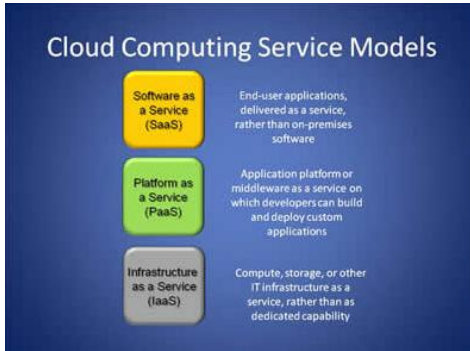 Cloud Computing Service Models
Software as
a Service
(SaaS)
End-user applications,
delivered as a service,
rather than on-premises
software
Platform as
a Service
(PaaS)
Application platform or
middleware as a service on
which developers can build
and deploy custom
applications
Infrastructure
as a Service
(IaaS)
Compute, storage, or other
IT infrastructure as a
service, rather than as
dedicated capability